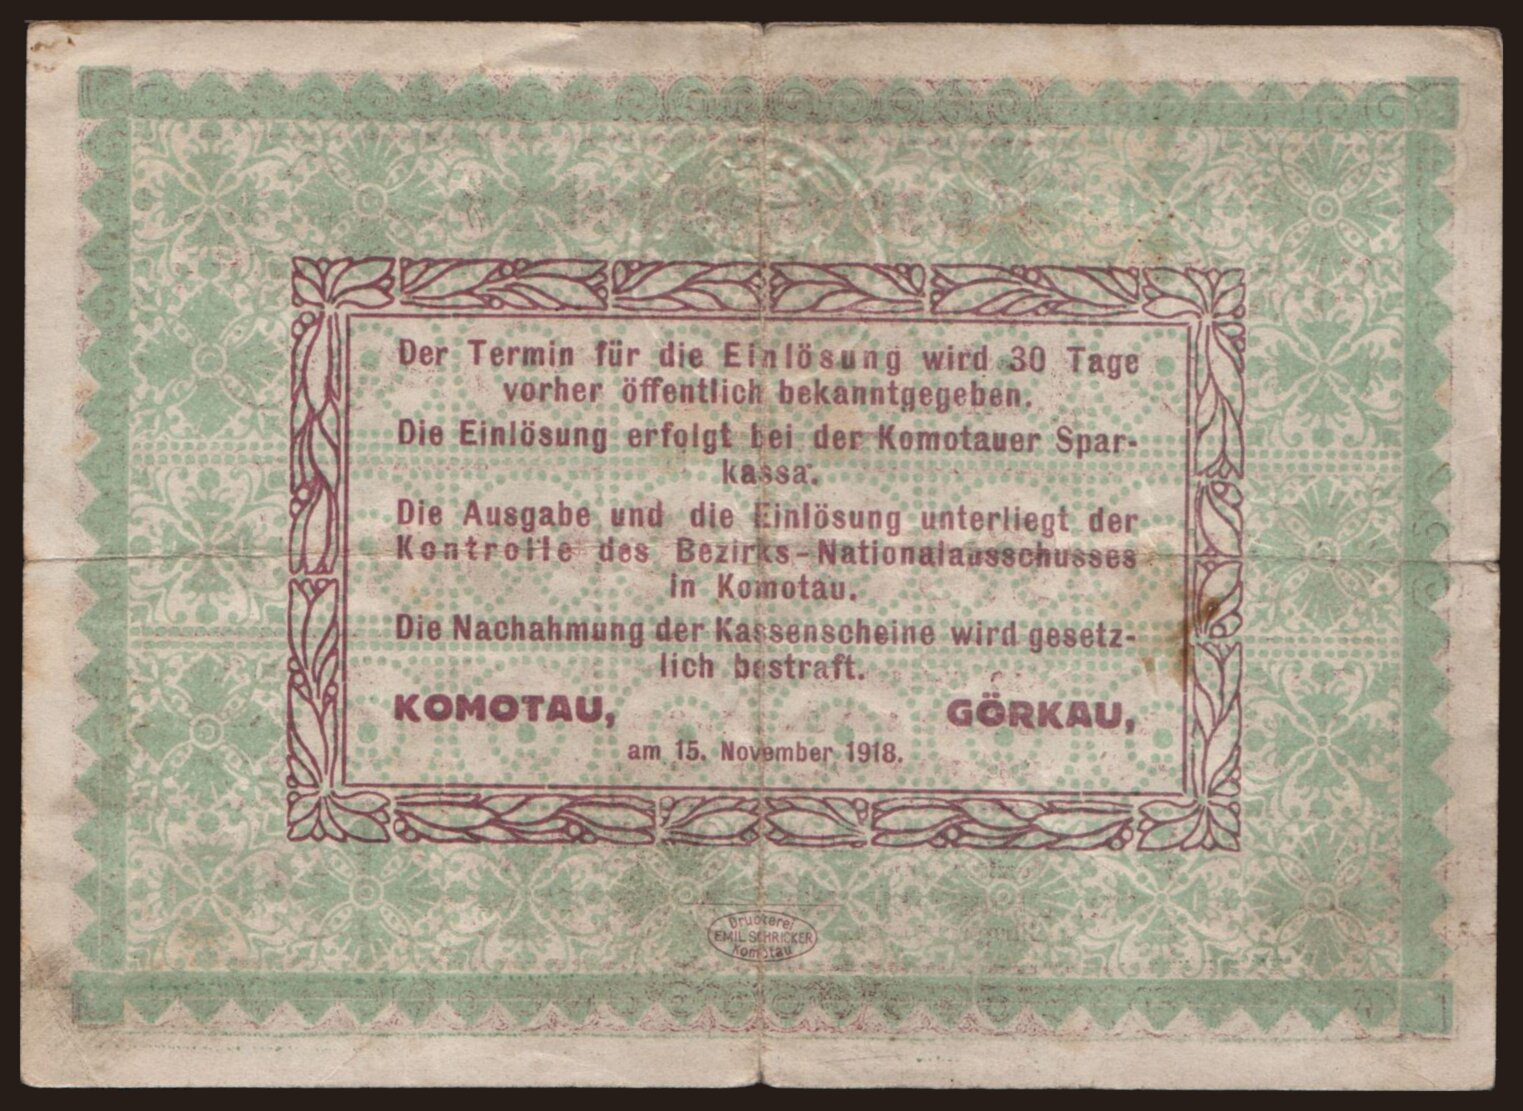 Der Termin für die Einlösung wird 30 Tage
vorher öffentlich bekanntgegeben.
Die Einlösung erfolgt bei der Komotauer Spar-
kassa.
Die Ausgabe und die Einlösung unterliegt der
Kontrolle des Bezirks-Nationalausschusses
in Komotau.
Die Nachahmung der Kassenscheine wird gesetz-
lich bestraft.
KOMOTAU, GÖRKAU,
am 15. November 1918.
Druckerei
EMIL SCHRICKER
Komotau